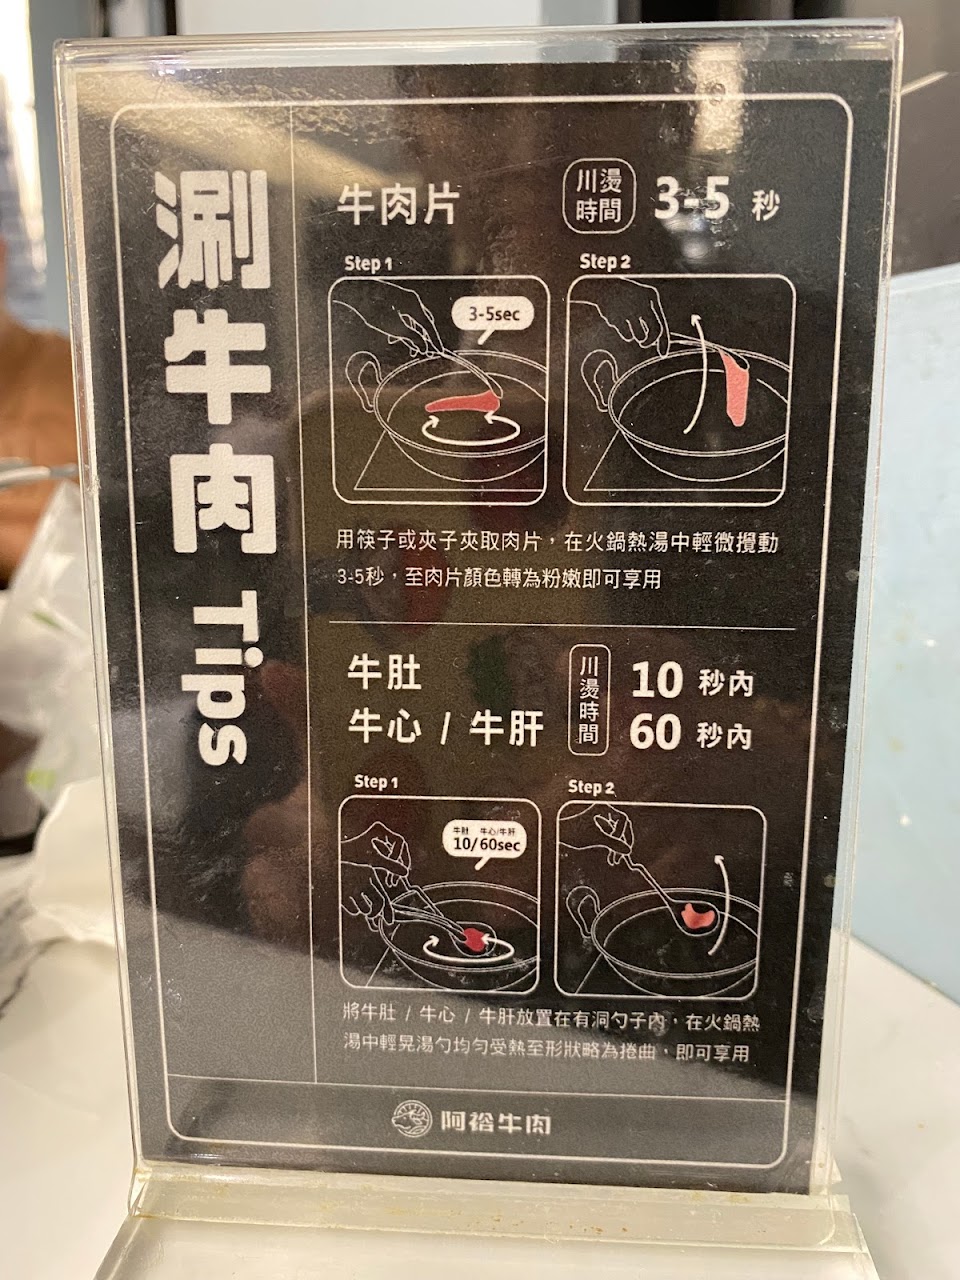 涮牛肉 Tips
牛肉片
川燙
時間
3-5 秒
Step 1
3-5sec
Step 2
用筷子或夾子夾取肉片，在火鍋熱湯中輕微攪動
3-5秒，至肉片顏色轉為粉嫩即可享用
牛肚
牛心 / 牛肝
川燙時間
10 秒內
60 秒內
Step 1
牛肚 牛心/牛肝
10/60sec
Step 2
將牛肚 / 牛心 / 牛肝放置在有洞勺子內，在火鍋熱
湯中輕晃湯勺均勻受熱至形狀略為捲曲，即可享用
阿裕牛肉